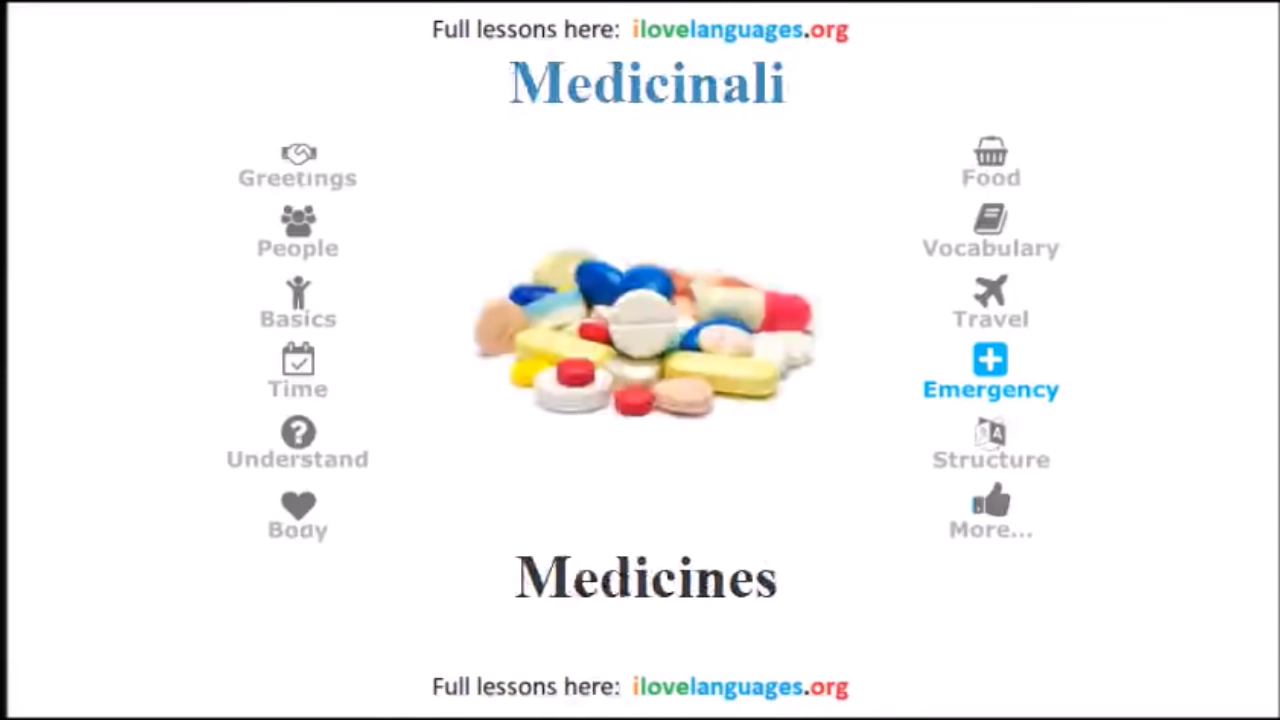 Full lessons here: ilovelanguages.org
Medicinali
Greetings
People
Basics
Time
Understand
Body
Food
Vocabulary
Travel
Emergency
Structure
More...
Medicines
Full lessons here: ilovelanguages.org